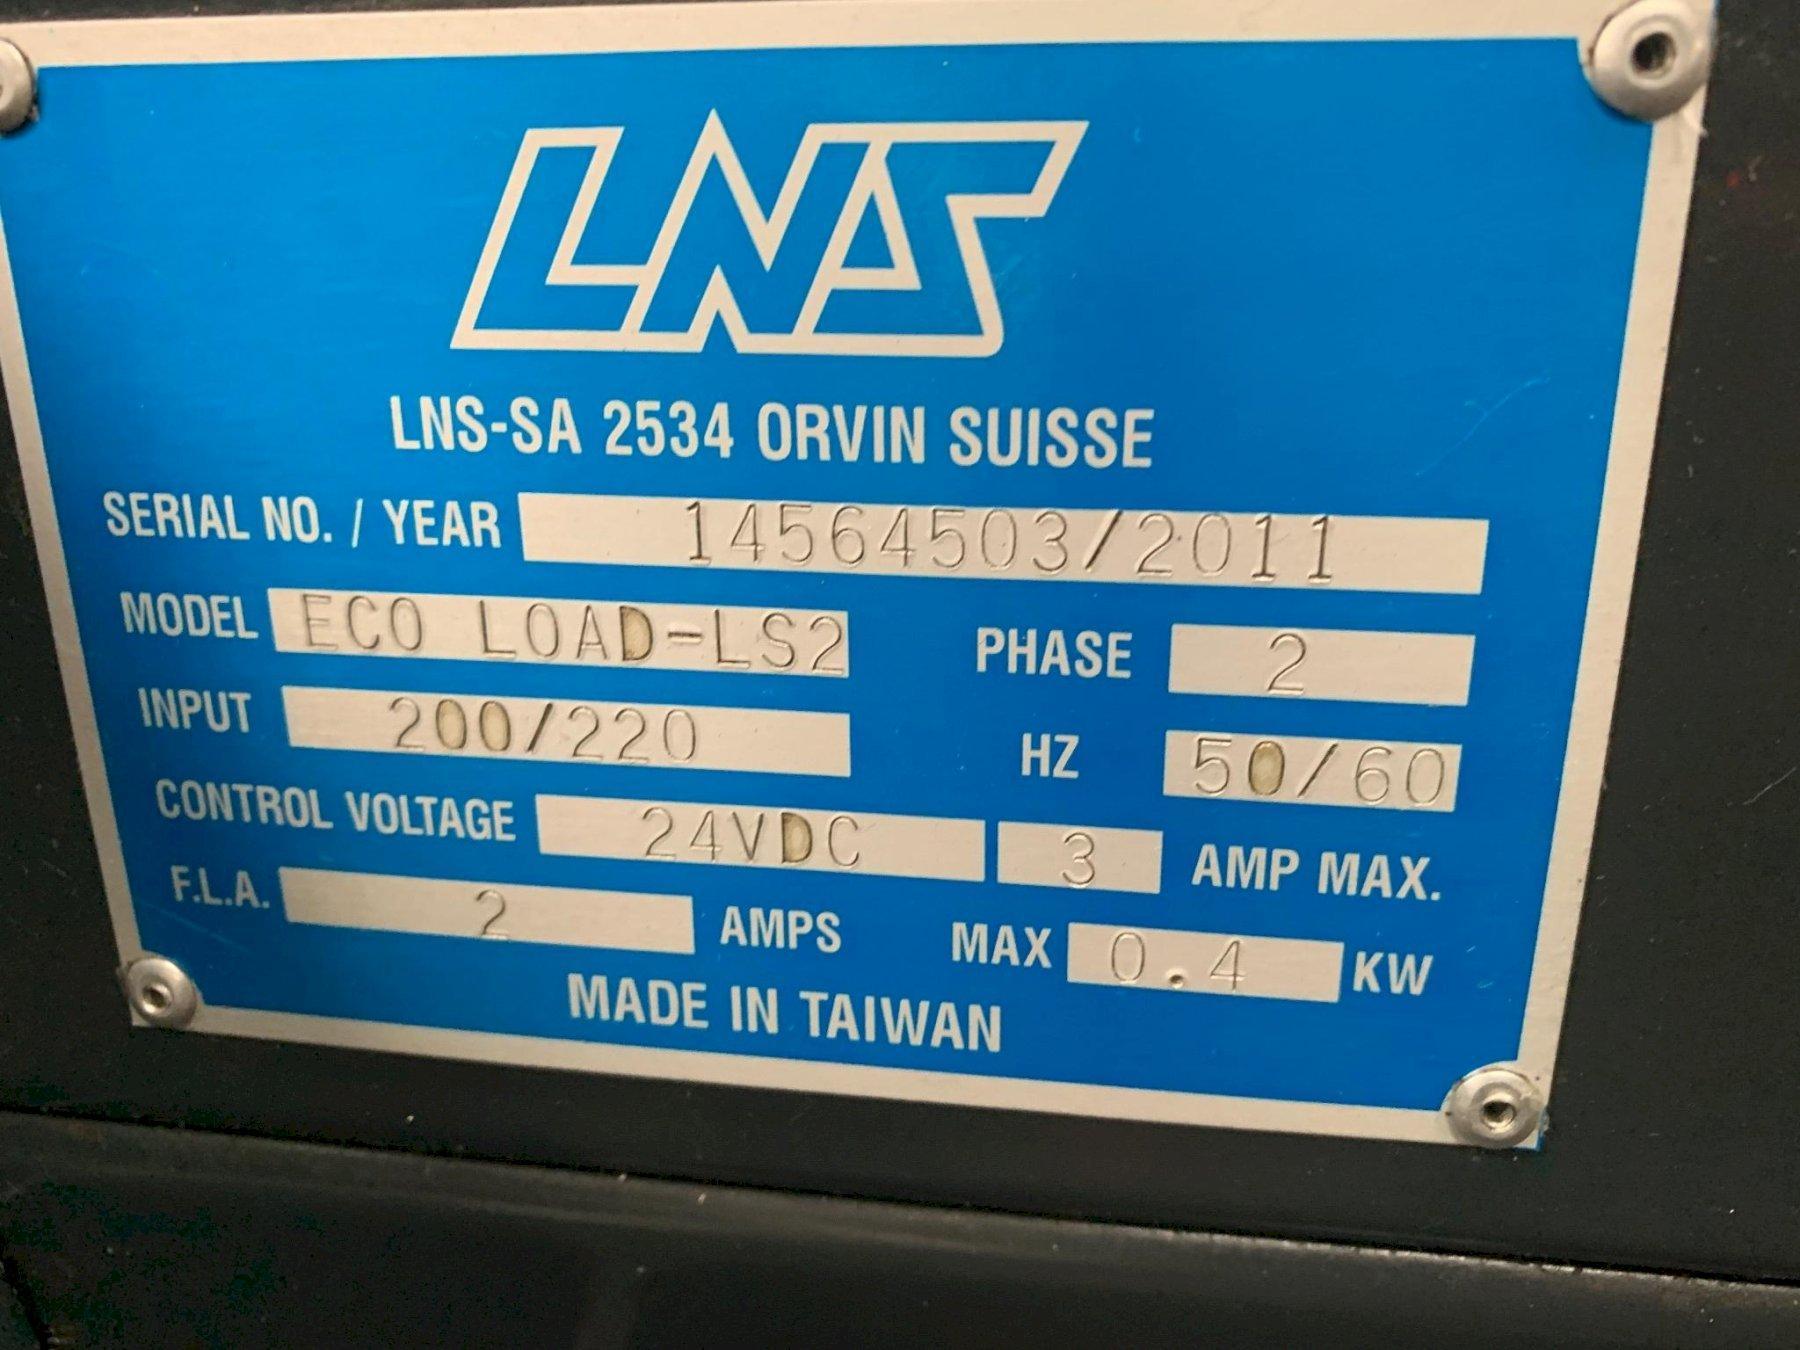 LNS
LNS-SA 2534 ORVIN SUISSE
SERIAL NO. / YEAR 14564503/2011
MODEL ECO LOAD-LS2 PHASE 2
INPUT 200/220 HZ 50/60
CONTROL VOLTAGE 24VDC 3 AMP MAX.
F.L.A. 2 AMPS MAX 0.4 KW
MADE IN TAIWAN